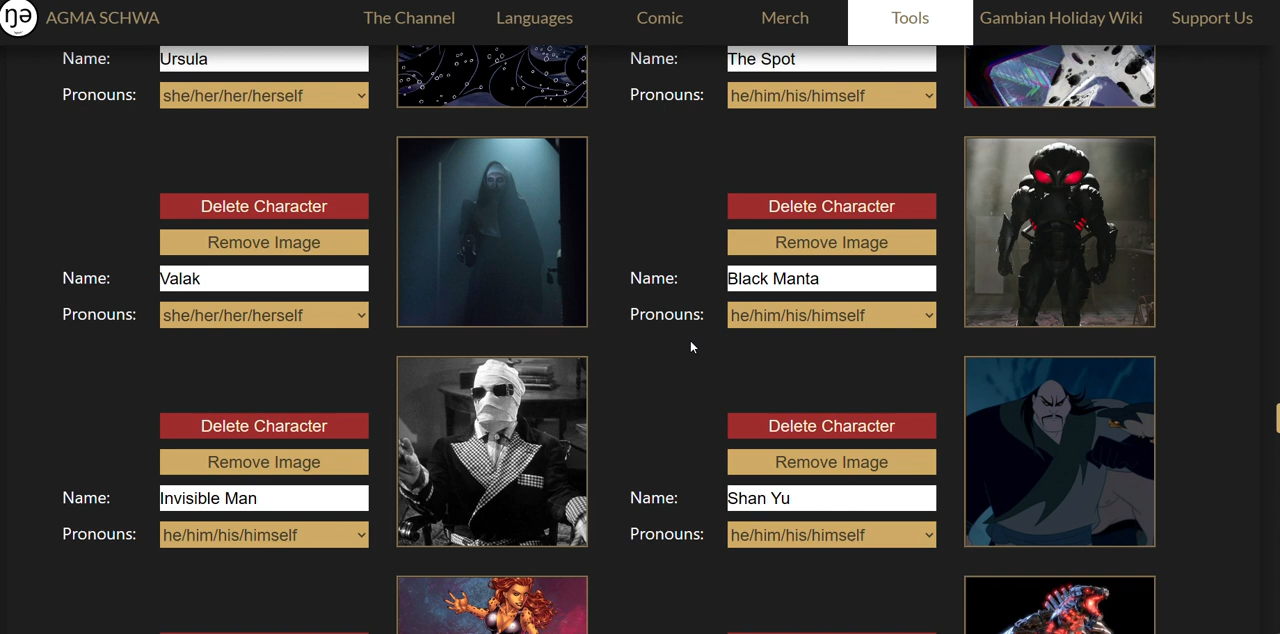 ŋə AGMA SCHWA The Channel Languages Comic Merch Tools Gambian Holiday Wiki Support Us
Name: Ursula Name: The Spot
Pronouns: she/her/her/herself Pronouns: he/him/his/himself
Delete Character Delete Character
Remove Image Remove Image
Name: Valak Name: Black Manta
Pronouns: she/her/her/herself Pronouns: he/him/his/himself
Delete Character Delete Character
Remove Image Remove Image
Name: Invisible Man Name: Shan Yu
Pronouns: he/him/his/himself Pronouns: he/him/his/himself